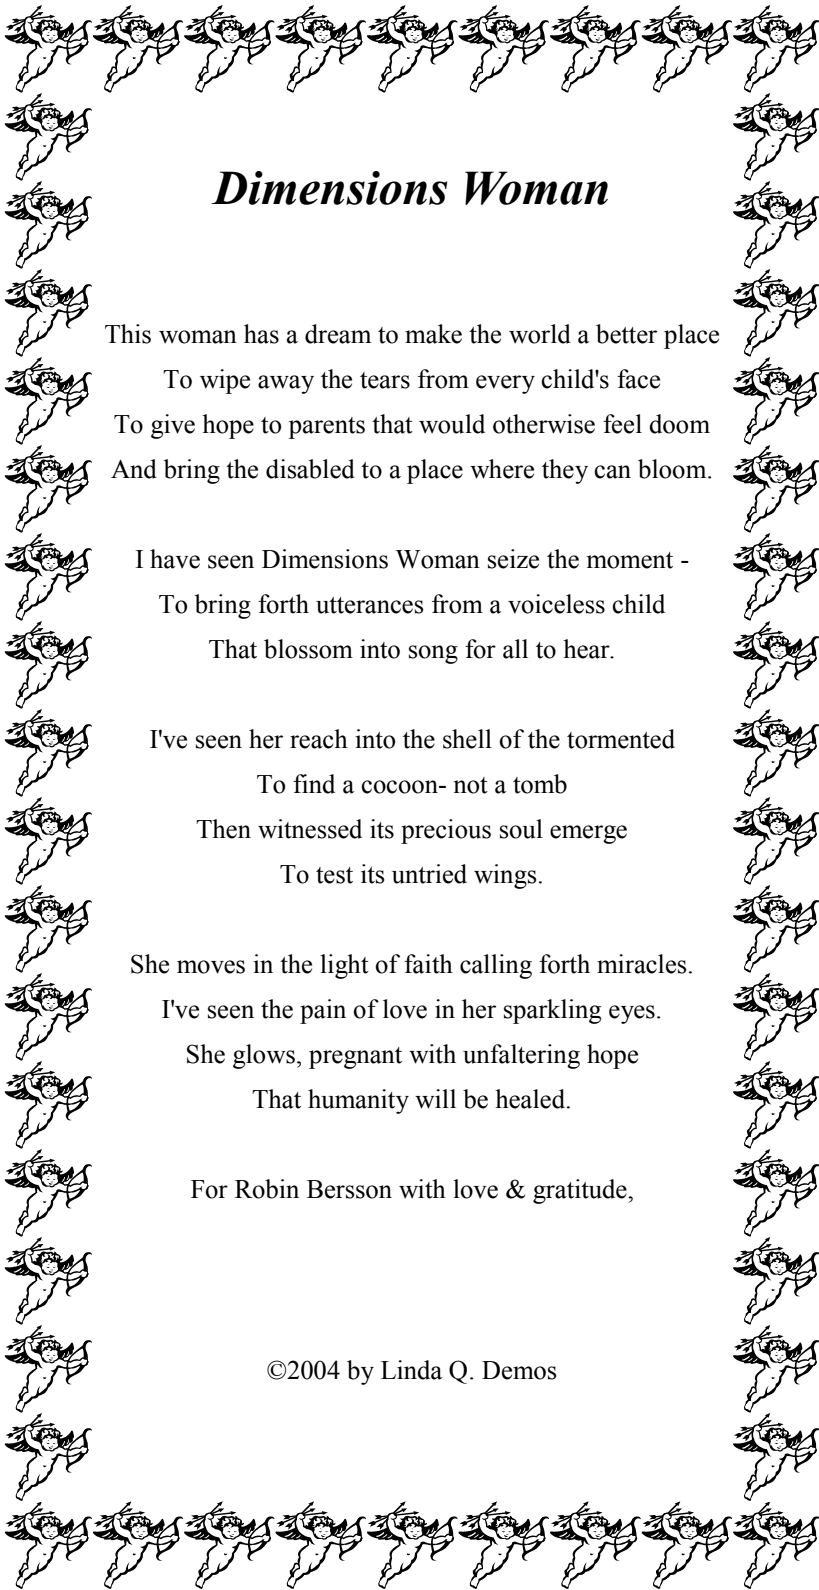 Dimensions Woman
This woman has a dream to make the world a better place
To wipe away the tears from every child's face
To give hope to parents that would otherwise feel doom
And bring the disabled to a place where they can bloom.
I have seen Dimensions Woman seize the moment -
To bring forth utterances from a voiceless child
That blossom into song for all to hear.
I've seen her reach into the shell of the tormented
To find a cocoon- not a tomb
Then witnessed its precious soul emerge
To test its untried wings.
She moves in the light of faith calling forth miracles.
I've seen the pain of love in her sparkling eyes.
She glows, pregnant with unfaltering hope
That humanity will be healed.
For Robin Bersson with love & gratitude,
©2004 by Linda Q. Demos